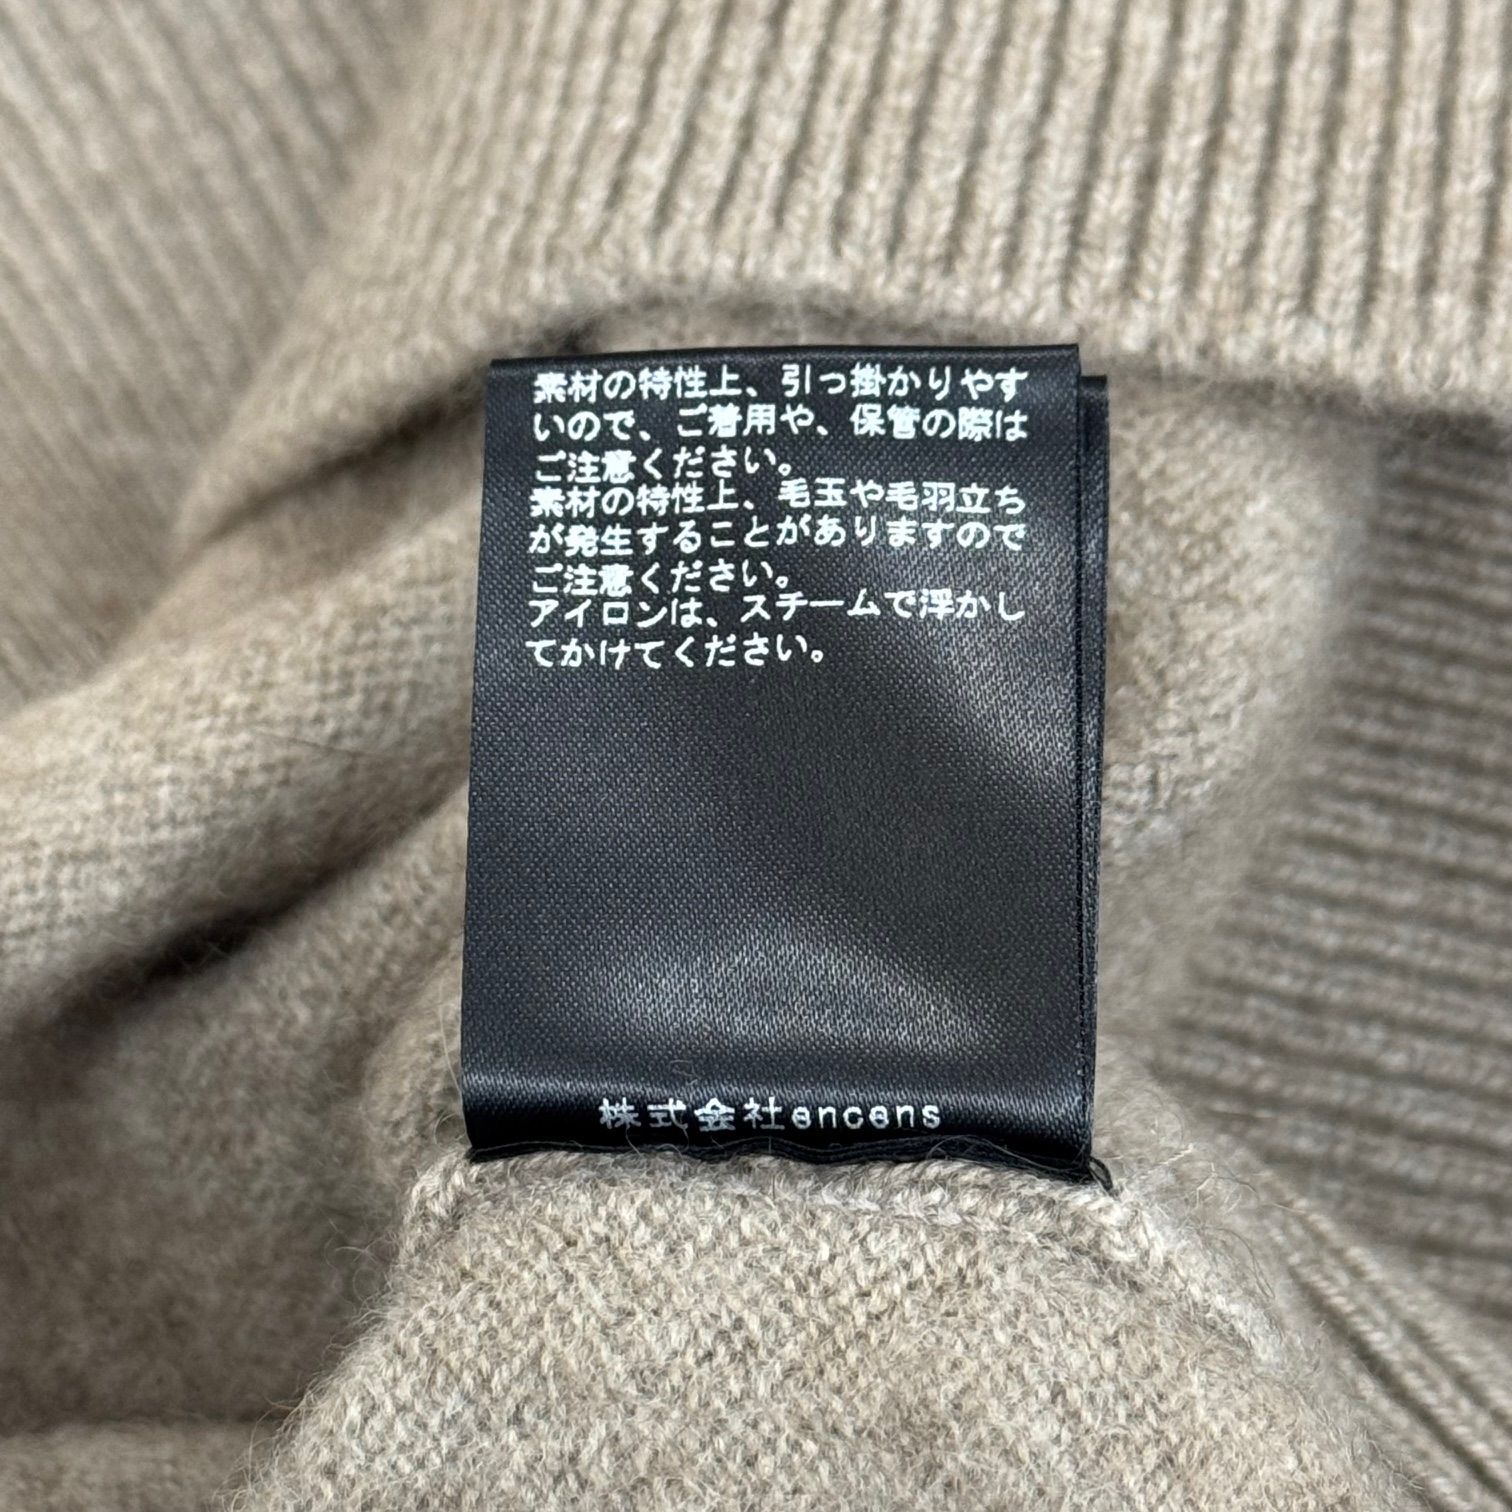 素材の特性上、引っ掛かりやす
いので、ご着用や、保管の際は
ご注意ください。
素材の特性上、毛玉や毛羽立ち
が発生することがありますので
ご注意ください。
アイロンは、スチームで浮かし
てかけてください。
株式会社encens